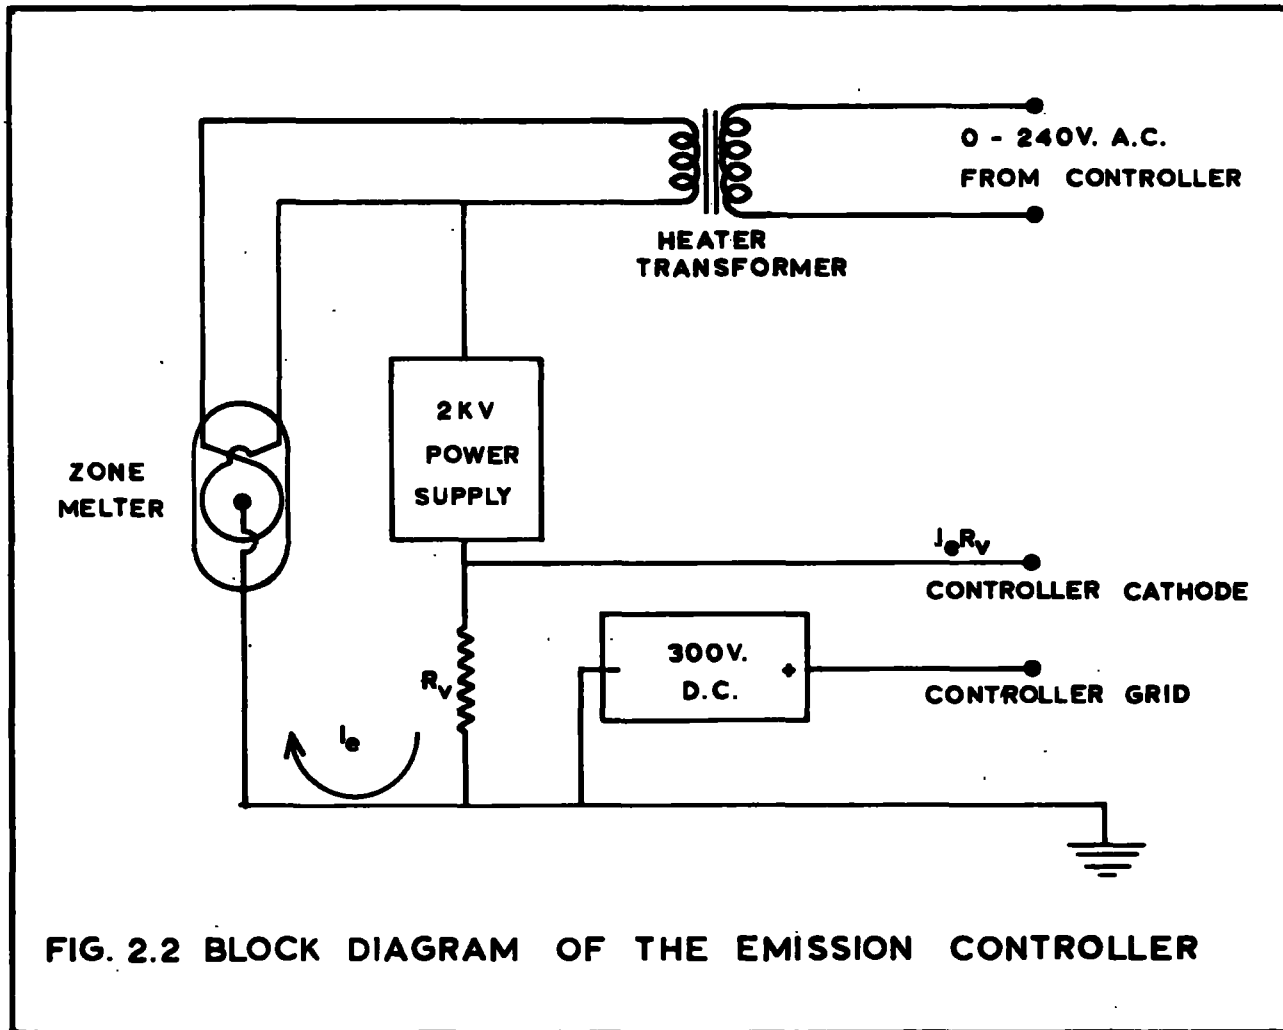 0 - 240V. A.C.
FROM CONTROLLER
HEATER
TRANSFORMER
2KV
POWER
SUPPLY
ZONE
MELTER
IeRv
CONTROLLER CATHODE
300V.
- +
D.C.
Rv
CONTROLLER GRID
Ie
FIG. 2.2 BLOCK DIAGRAM OF THE EMISSION CONTROLLER